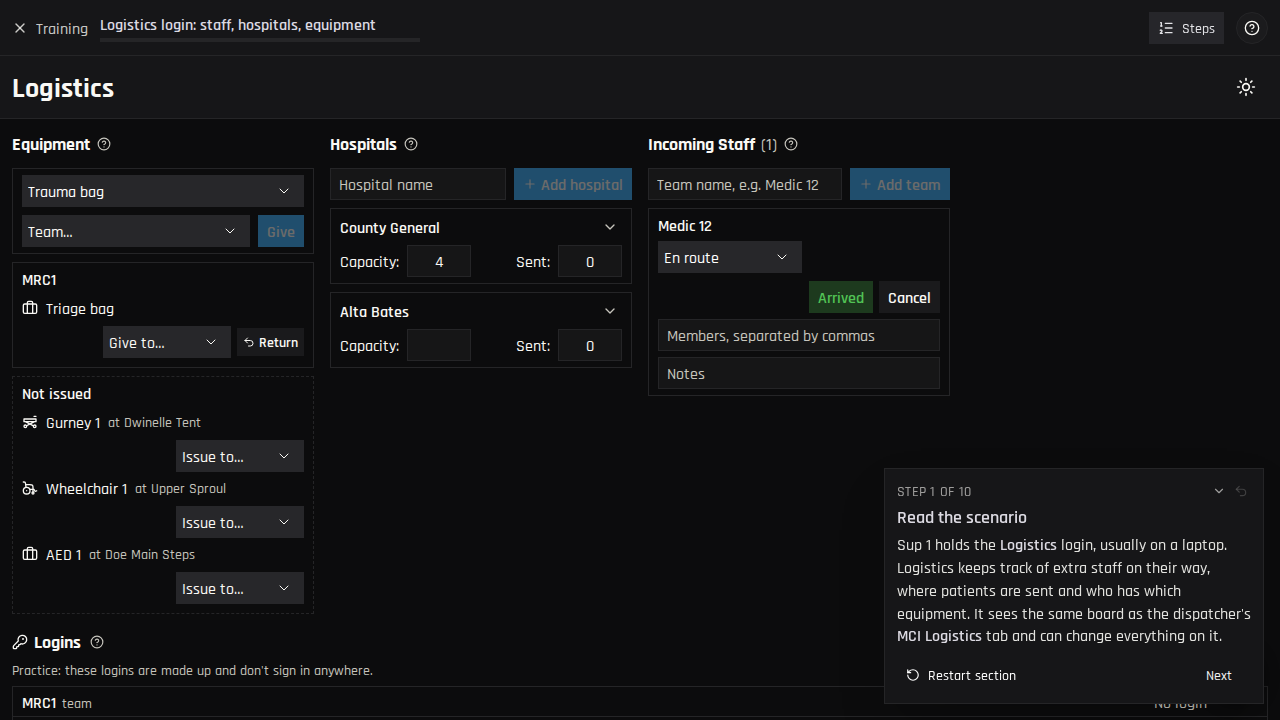 Training
Logistics login: staff, hospitals, equipment
Steps
Logistics
Equipment
Trauma bag
Team...
Give
MRC1
Triage bag
Give to...
Return
Not issued
Gurney 1 at Dwinelle Tent
Issue to...
Wheelchair 1 at Upper Sproul
Issue to...
AED 1 at Doe Main Steps
Issue to...
Hospitals
Hospital name
+ Add hospital
County General
Capacity: 4 Sent: 0
Alta Bates
Capacity: Sent: 0
Incoming Staff (1)
Team name, e.g. Medic 12
+ Add team
Medic 12
En route
Arrived
Cancel
Members, separated by commas
Notes
Logins
Practice: these logins are made up and don't sign in anywhere.
MRC1 team
No login
STEP 1 OF 10
Read the scenario
Sup 1 holds the Logistics login, usually on a laptop.
Logistics keeps track of extra staff on their way,
where patients are sent and who has which
equipment. It sees the same board as the dispatcher's
MCI Logistics tab and can change everything on it.
Restart section
Next